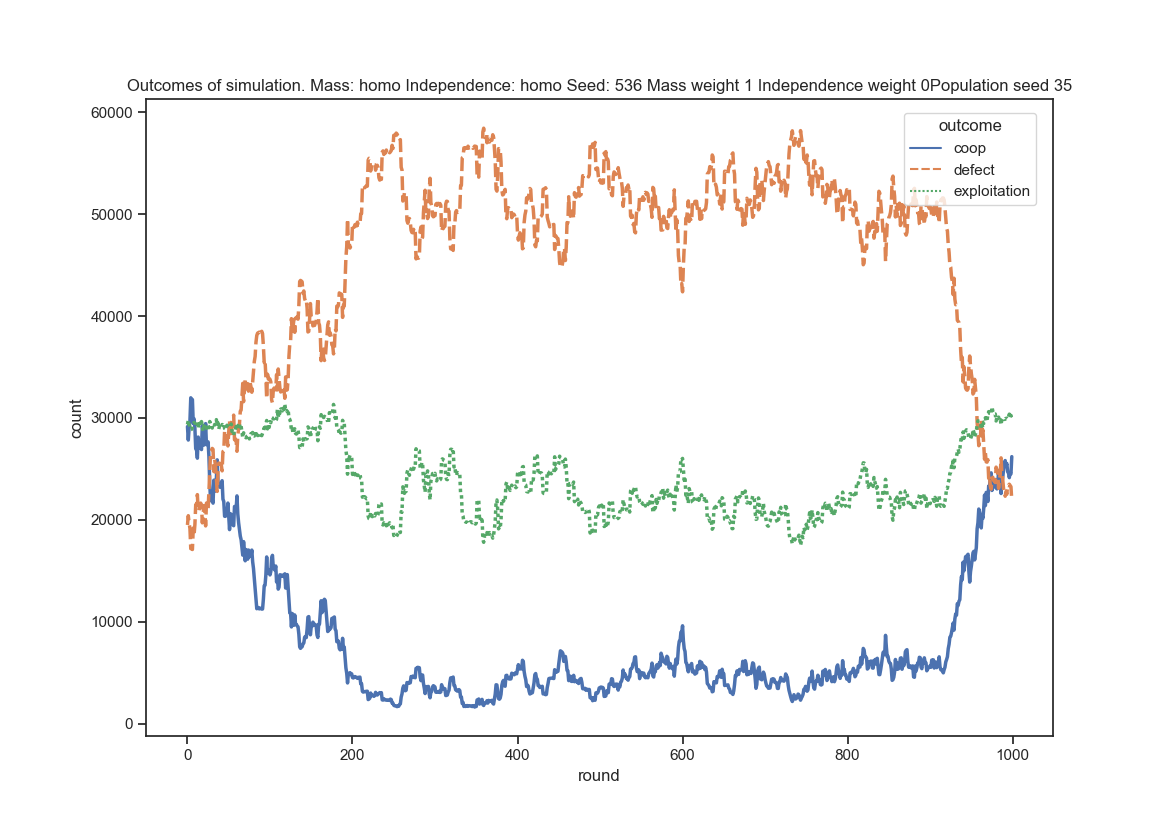 Outcomes of simulation. Mass: homo Independence: homo Seed: 536 Mass weight 1 Independence weight 0Population seed 35
60000
50000
40000
30000
20000
10000
0
count
outcome
coop
defect
exploitation
0
200
400
600
800
1000
round